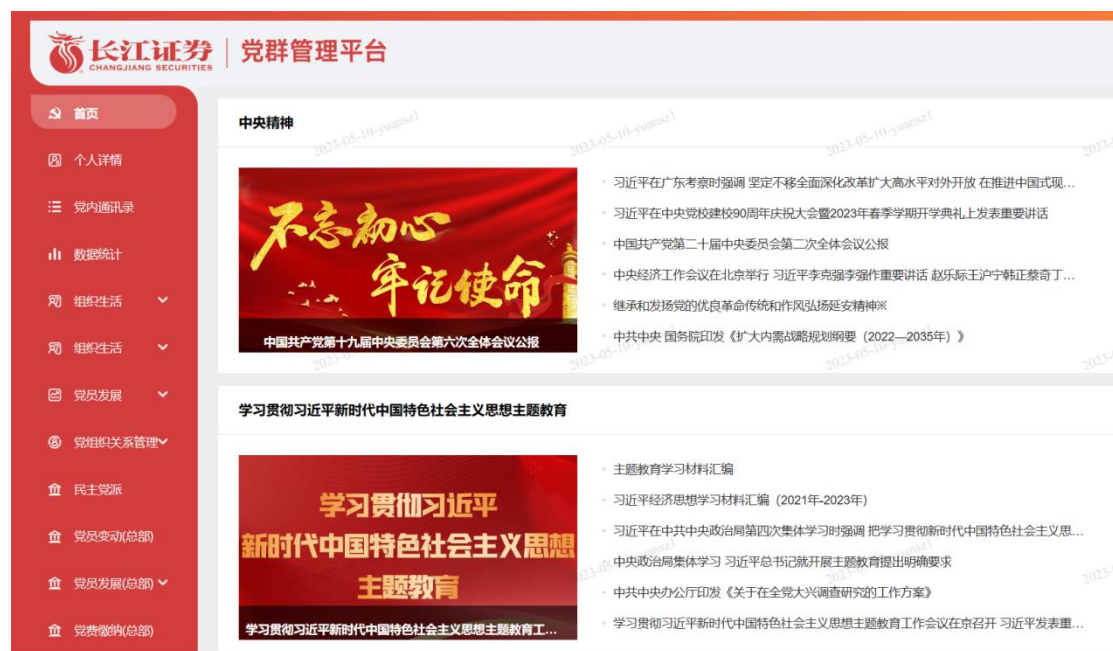 长江证券
CHANGJIANG SECURITIES
党群管理平台
首页
个人详情
党内通讯录
数据统计
组织生活
组织生活
党员发展
党组织关系管理
民主党派
党员变动(总部)
党员发展(总部)
党费缴纳(总部)
中央精神
不忘初心
牢记使命
中国共产党第十九届中央委员会第六次全体会议公报
习近平在广东考察时强调 坚定不移全面深化改革扩大高水平对外开放 在推进中国式现…
习近平在中央党校建校90周年庆祝大会暨2023年春季学期开学典礼上发表重要讲话
中国共产党第二十届中央委员会第二次全体会议公报
中央经济工作会议在北京举行 习近平李克强李强作重要讲话 赵乐际王沪宁韩正蔡奇丁…
继承和发扬党的优良革命传统和作风弘扬延安精神※
中共中央 国务院印发《扩大内需战略规划纲要（2022—2035年）》
学习贯彻习近平新时代中国特色社会主义思想主题教育
学习贯彻习近平
新时代中国特色社会主义思想
主题教育
学习贯彻习近平新时代中国特色社会主义思想主题教育工…
主题教育学习材料汇编
习近平经济思想学习材料汇编（2021年-2023年）
习近平在中共中央政治局第四次集体学习时强调 把学习贯彻新时代中国特色社会主义思…
中央政治局集体学习 习近平总书记就开展主题教育提出明确要求
中共中央办公厅印发《关于在全党大兴调查研究的工作方案》
学习贯彻习近平新时代中国特色社会主义思想主题教育工作会议在京召开 习近平发表重…
2023-05-10-yuanszl
2023-05-10-yuanszl
2023-05-10-yuanszl